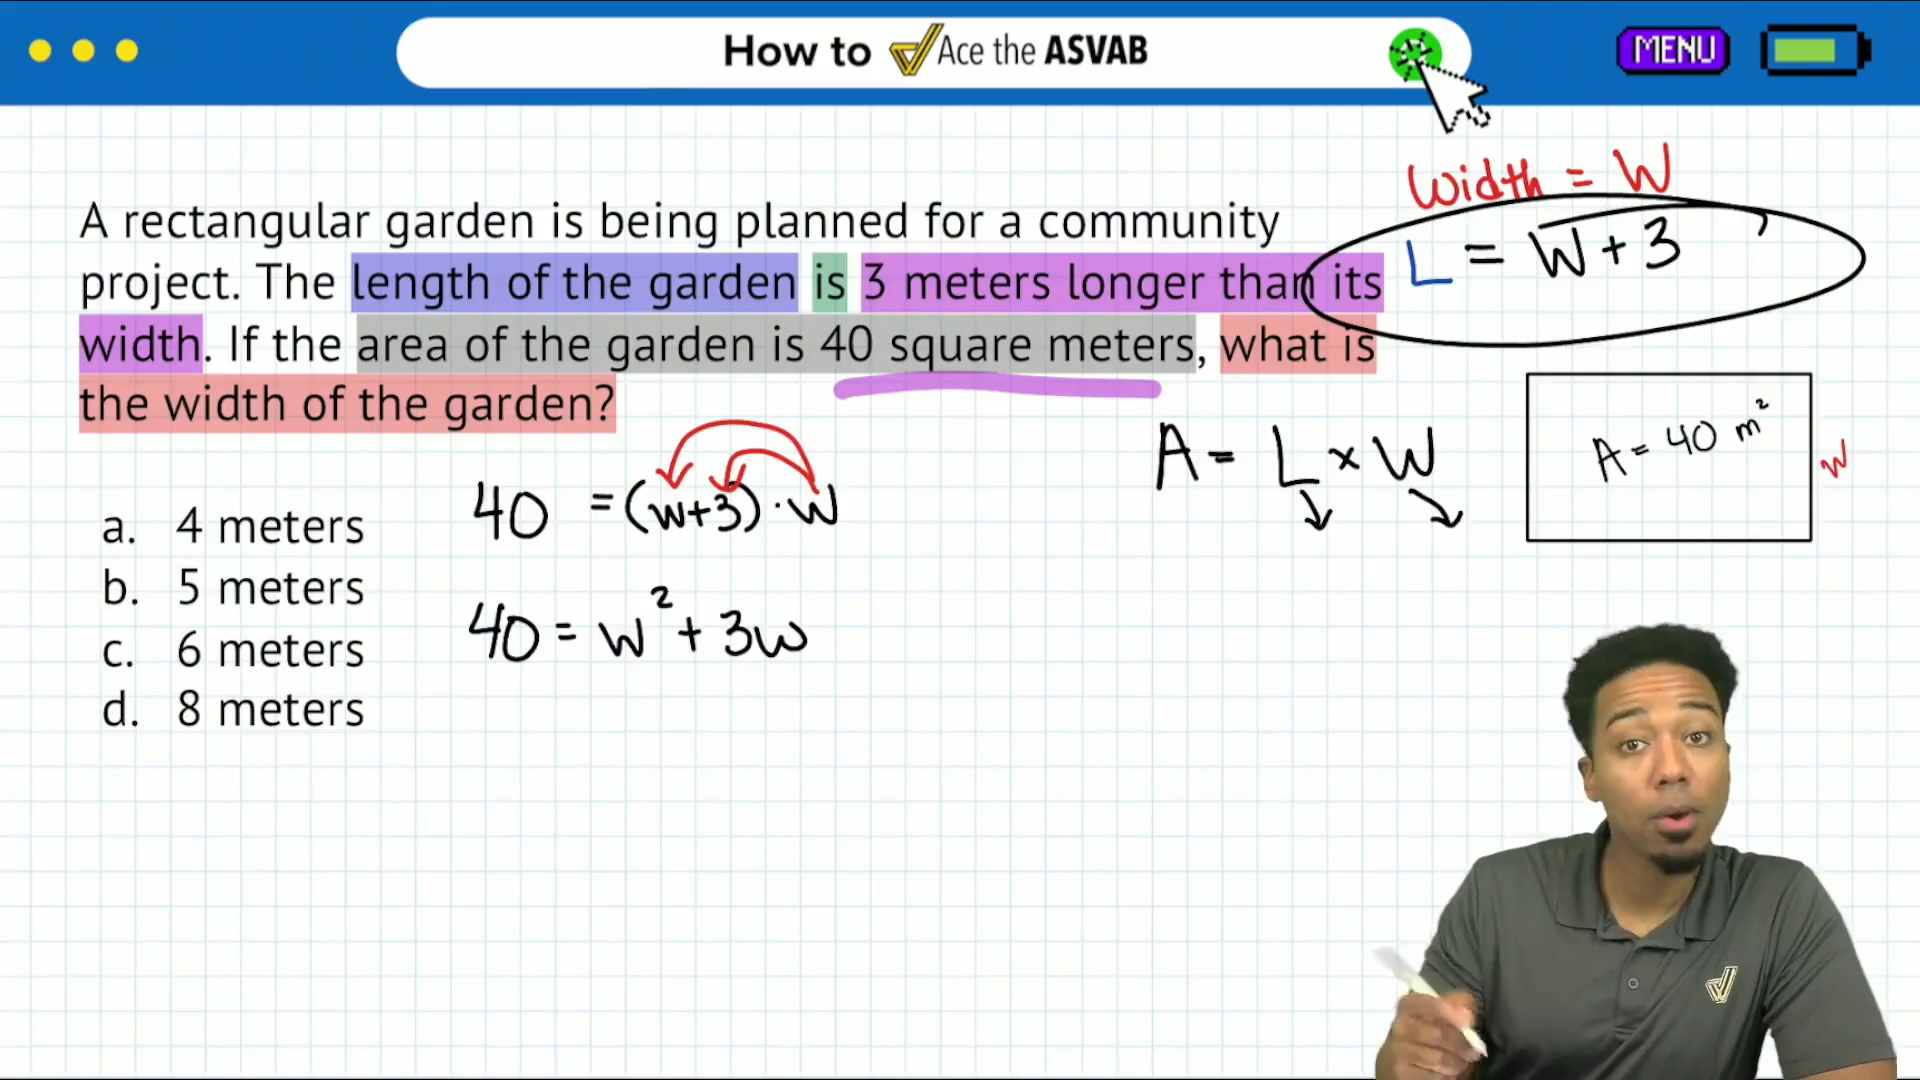 How to Ace the ASVAB
MENU
Width = W
L = W + 3
A rectangular garden is being planned for a community
project. The length of the garden is 3 meters longer than its
width. If the area of the garden is 40 square meters, what is
the width of the garden?
A = L × W
A = 40 m²
W
40 = (w+3) · w
40 = w² + 3w
a. 4 meters
b. 5 meters
c. 6 meters
d. 8 meters